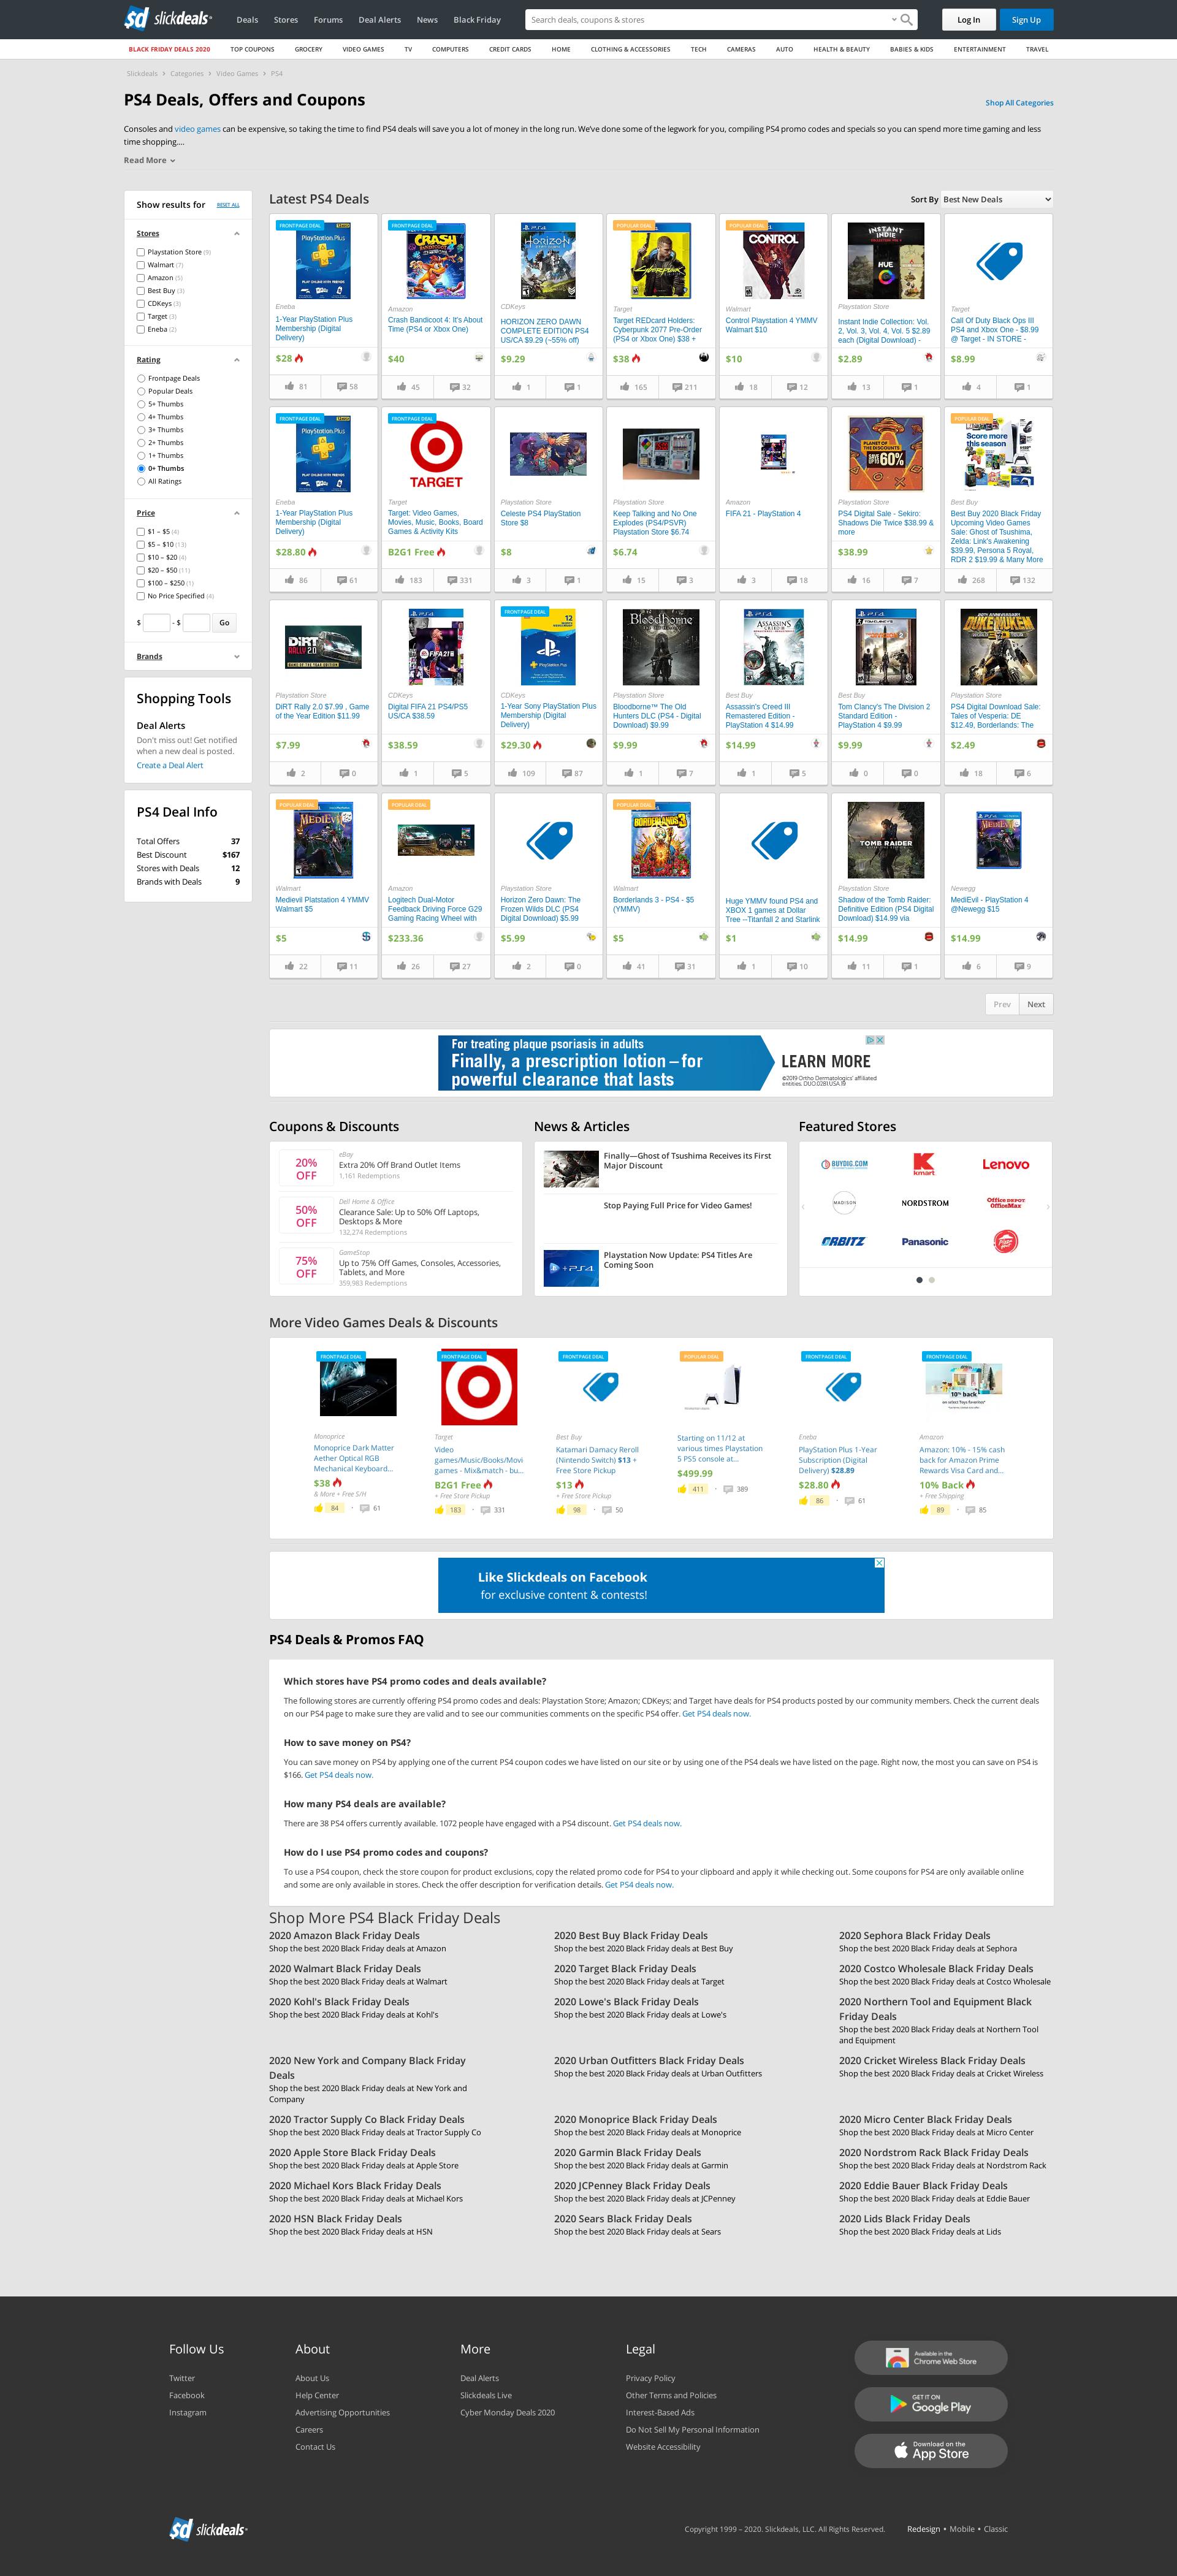 slickdeals
Deals
Stores
Forums
Deal Alerts
News
Black Friday
Search deals, coupons & stores
Log In
Sign Up
BLACK FRIDAY DEALS 2020
TOP COUPONS
GROCERY
VIDEO GAMES
TV
COMPUTERS
CREDIT CARDS
HOME
CLOTHING & ACCESSORIES
TECH
CAMERAS
AUTO
HEALTH & BEAUTY
BABIES & KIDS
ENTERTAINMENT
TRAVEL
Slickdeals › Categories › Video Games › PS4
PS4 Deals, Offers and Coupons
Shop All Categories
Consoles and video games can be expensive, so taking the time to find PS4 deals will save you a lot of money in the long run. We've done some of the legwork for you, compiling PS4 promo codes and specials so you can spend more time gaming and less
time shopping....
Read More
Show results for
RESET ALL
Stores
Playstation Store (9)
Walmart (7)
Amazon (5)
Best Buy (3)
CDKeys (3)
Target (3)
Eneba (2)
Rating
Frontpage Deals
Popular Deals
5+ Thumbs
4+ Thumbs
3+ Thumbs
2+ Thumbs
1+ Thumbs
0+ Thumbs
All Ratings
Price
$1 – $5 (4)
$5 – $10 (13)
$10 – $20 (4)
$20 – $50 (11)
$100 – $250 (1)
No Price Specified (4)
$ - $ Go
Brands
Shopping Tools
Deal Alerts
Don't miss out! Get notified
when a new deal is posted.
Create a Deal Alert
PS4 Deal Info
Total Offers 37
Best Discount $167
Stores with Deals 12
Brands with Deals 9
Latest PS4 Deals
Sort By Best New Deals
FRONTPAGE DEAL
Eneba
1-Year PlayStation Plus
Membership (Digital
Delivery)
$28
81 58
FRONTPAGE DEAL
Amazon
Crash Bandicoot 4: It's About
Time (PS4 or Xbox One)
$40
45 32
CDKeys
HORIZON ZERO DAWN
COMPLETE EDITION PS4
US/CA $9.29 (~55% off)
$9.29
1 1
POPULAR DEAL
Target
Target REDcard Holders:
Cyberpunk 2077 Pre-Order
(PS4 or Xbox One) $38 +
$38
165 211
POPULAR DEAL
CONTROL
Walmart
Control Playstation 4 YMMV
Walmart $10
$10
18 12
INSTANT
INDIE
HUE
Playstation Store
Instant Indie Collection: Vol.
2, Vol. 3, Vol. 4, Vol. 5 $2.89
each (Digital Download) -
$2.89
13 1
Target
Call Of Duty Black Ops III
PS4 and Xbox One - $8.99
@ Target - IN STORE -
$8.99
4 1
FRONTPAGE DEAL
Eneba
1-Year PlayStation Plus
Membership (Digital
Delivery)
$28.80
86 61
FRONTPAGE DEAL
TARGET
Target
Target: Video Games,
Movies, Music, Books, Board
Games & Activity Kits
B2G1 Free
183 331
Playstation Store
Celeste PS4 PlayStation
Store $8
$8
3 1
Playstation Store
Keep Talking and No One
Explodes (PS4/PSVR)
Playstation Store $6.74
$6.74
15 3
Amazon
FIFA 21 - PlayStation 4
3 18
PLANET OF
THE DISCOUNTS
SAVE UP TO 60%
Playstation Store
PS4 Digital Sale - Sekiro:
Shadows Die Twice $38.99 &
more
$38.99
16 7
POPULAR DEAL
Score more
this season
Best Buy
Best Buy 2020 Black Friday
Upcoming Video Games
Sale: Ghost of Tsushima,
Zelda: Link's Awakening
$39.99, Persona 5 Royal,
RDR 2 $19.99 & Many More
268 132
DiRT
RALLY 2.0
Playstation Store
DiRT Rally 2.0 $7.99 , Game
of the Year Edition $11.99
$7.99
2 0
FIFA 21
CDKeys
Digital FIFA 21 PS4/PS5
US/CA $38.59
$38.59
1 5
FRONTPAGE DEAL
CDKeys
1-Year Sony PlayStation Plus
Membership (Digital
Delivery)
$29.30
109 87
Bloodborne
Playstation Store
Bloodborne™ The Old
Hunters DLC (PS4 - Digital
Download) $9.99
$9.99
1 7
ASSASSIN'S
CREED
Best Buy
Assassin's Creed III
Remastered Edition -
PlayStation 4 $14.99
$14.99
1 5
Best Buy
Tom Clancy's The Division 2
Standard Edition -
PlayStation 4 $9.99
$9.99
0 0
DUKE NUKEM
Playstation Store
PS4 Digital Download Sale:
Tales of Vesperia: DE
$12.49, Borderlands: The
$2.49
18 6
POPULAR DEAL
MEDIEVIL
Walmart
Medievil Platstation 4 YMMV
Walmart $5
$5
22 11
POPULAR DEAL
Amazon
Logitech Dual-Motor
Feedback Driving Force G29
Gaming Racing Wheel with
$233.36
26 27
Playstation Store
Horizon Zero Dawn: The
Frozen Wilds DLC (PS4
Digital Download) $5.99
$5.99
2 0
POPULAR DEAL
BORDERLANDS 3
Walmart
Borderlands 3 - PS4 - $5
(YMMV)
$5
41 31
Huge YMMV found PS4 and
XBOX 1 games at Dollar
Tree --Titanfall 2 and Starlink
$1
1 10
TOMB RAIDER
Playstation Store
Shadow of the Tomb Raider:
Definitive Edition (PS4 Digital
Download) $14.99 via
$14.99
11 1
Newegg
MediEvil - PlayStation 4
@Newegg $15
$14.99
6 9
Prev Next
For treating plaque psoriasis in adults
Finally, a prescription lotion–for
powerful clearance that lasts
LEARN MORE
©2019 Ortho Dermatologics' affiliated
entities. DUO.0281.USA.19
Coupons & Discounts
20%
OFF
eBay
Extra 20% Off Brand Outlet Items
1,161 Redemptions
50%
OFF
Dell Home & Office
Clearance Sale: Up to 50% Off Laptops,
Desktops & More
132,274 Redemptions
75%
OFF
GameStop
Up to 75% Off Games, Consoles, Accessories,
Tablets, and More
359,983 Redemptions
News & Articles
Finally—Ghost of Tsushima Receives its First
Major Discount
Stop Paying Full Price for Video Games!
Playstation Now Update: PS4 Titles Are
Coming Soon
Featured Stores
BUYDIG.COM
kmart
Lenovo
MADISON
NORDSTROM
Office DEPOT
OfficeMax
ORBITZ
Panasonic
More Video Games Deals & Discounts
FRONTPAGE DEAL
Monoprice
Monoprice Dark Matter
Aether Optical RGB
Mechanical Keyboard...
$38
& More + Free S/H
84 · 61
FRONTPAGE DEAL
Target
Video
games/Music/Books/Movi
games - Mix&match - bu...
B2G1 Free
+ Free Store Pickup
183 · 331
FRONTPAGE DEAL
Best Buy
Katamari Damacy Reroll
(Nintendo Switch) $13 +
Free Store Pickup
$13
+ Free Store Pickup
98 · 50
POPULAR DEAL
Starting on 11/12 at
various times Playstation
5 PS5 console at...
$499.99
411 · 389
FRONTPAGE DEAL
Eneba
PlayStation Plus 1-Year
Subscription (Digital
Delivery) $28.89
$28.80
86 · 61
FRONTPAGE DEAL
10% back
Amazon
Amazon: 10% - 15% cash
back for Amazon Prime
Rewards Visa Card and...
10% Back
+ Free Shipping
89 · 85
Like Slickdeals on Facebook
for exclusive content & contests!
PS4 Deals & Promos FAQ
Which stores have PS4 promo codes and deals available?
The following stores are currently offering PS4 promo codes and deals: Playstation Store; Amazon; CDKeys; and Target have deals for PS4 products posted by our community members. Check the current deals
on our PS4 page to make sure they are valid and to see our communities comments on the specific PS4 offer. Get PS4 deals now.
How to save money on PS4?
You can save money on PS4 by applying one of the current PS4 coupon codes we have listed on our site or by using one of the PS4 deals we have listed on the page. Right now, the most you can save on PS4 is
$166. Get PS4 deals now.
How many PS4 deals are available?
There are 38 PS4 offers currently available. 1072 people have engaged with a PS4 discount. Get PS4 deals now.
How do I use PS4 promo codes and coupons?
To use a PS4 coupon, check the store coupon for product exclusions, copy the related promo code for PS4 to your clipboard and apply it while checking out. Some coupons for PS4 are only available online
and some are only available in stores. Check the offer description for verification details. Get PS4 deals now.
Shop More PS4 Black Friday Deals
2020 Amazon Black Friday Deals
Shop the best 2020 Black Friday deals at Amazon
2020 Best Buy Black Friday Deals
Shop the best 2020 Black Friday deals at Best Buy
2020 Sephora Black Friday Deals
Shop the best 2020 Black Friday deals at Sephora
2020 Walmart Black Friday Deals
Shop the best 2020 Black Friday deals at Walmart
2020 Target Black Friday Deals
Shop the best 2020 Black Friday deals at Target
2020 Costco Wholesale Black Friday Deals
Shop the best 2020 Black Friday deals at Costco Wholesale
2020 Kohl's Black Friday Deals
Shop the best 2020 Black Friday deals at Kohl's
2020 Lowe's Black Friday Deals
Shop the best 2020 Black Friday deals at Lowe's
2020 Northern Tool and Equipment Black
Friday Deals
Shop the best 2020 Black Friday deals at Northern Tool
and Equipment
2020 New York and Company Black Friday
Deals
Shop the best 2020 Black Friday deals at New York and
Company
2020 Urban Outfitters Black Friday Deals
Shop the best 2020 Black Friday deals at Urban Outfitters
2020 Cricket Wireless Black Friday Deals
Shop the best 2020 Black Friday deals at Cricket Wireless
2020 Tractor Supply Co Black Friday Deals
Shop the best 2020 Black Friday deals at Tractor Supply Co
2020 Monoprice Black Friday Deals
Shop the best 2020 Black Friday deals at Monoprice
2020 Micro Center Black Friday Deals
Shop the best 2020 Black Friday deals at Micro Center
2020 Apple Store Black Friday Deals
Shop the best 2020 Black Friday deals at Apple Store
2020 Garmin Black Friday Deals
Shop the best 2020 Black Friday deals at Garmin
2020 Nordstrom Rack Black Friday Deals
Shop the best 2020 Black Friday deals at Nordstrom Rack
2020 Michael Kors Black Friday Deals
Shop the best 2020 Black Friday deals at Michael Kors
2020 JCPenney Black Friday Deals
Shop the best 2020 Black Friday deals at JCPenney
2020 Eddie Bauer Black Friday Deals
Shop the best 2020 Black Friday deals at Eddie Bauer
2020 HSN Black Friday Deals
Shop the best 2020 Black Friday deals at HSN
2020 Sears Black Friday Deals
Shop the best 2020 Black Friday deals at Sears
2020 Lids Black Friday Deals
Shop the best 2020 Black Friday deals at Lids
Follow Us
Twitter
Facebook
Instagram
About
About Us
Help Center
Advertising Opportunities
Careers
Contact Us
More
Deal Alerts
Slickdeals Live
Cyber Monday Deals 2020
Legal
Privacy Policy
Other Terms and Policies
Interest-Based Ads
Do Not Sell My Personal Information
Website Accessibility
Available in the
Chrome Web Store
GET IT ON
Google Play
Download on the
App Store
slickdeals
Copyright 1999 – 2020. Slickdeals, LLC. All Rights Reserved.
Redesign • Mobile • Classic